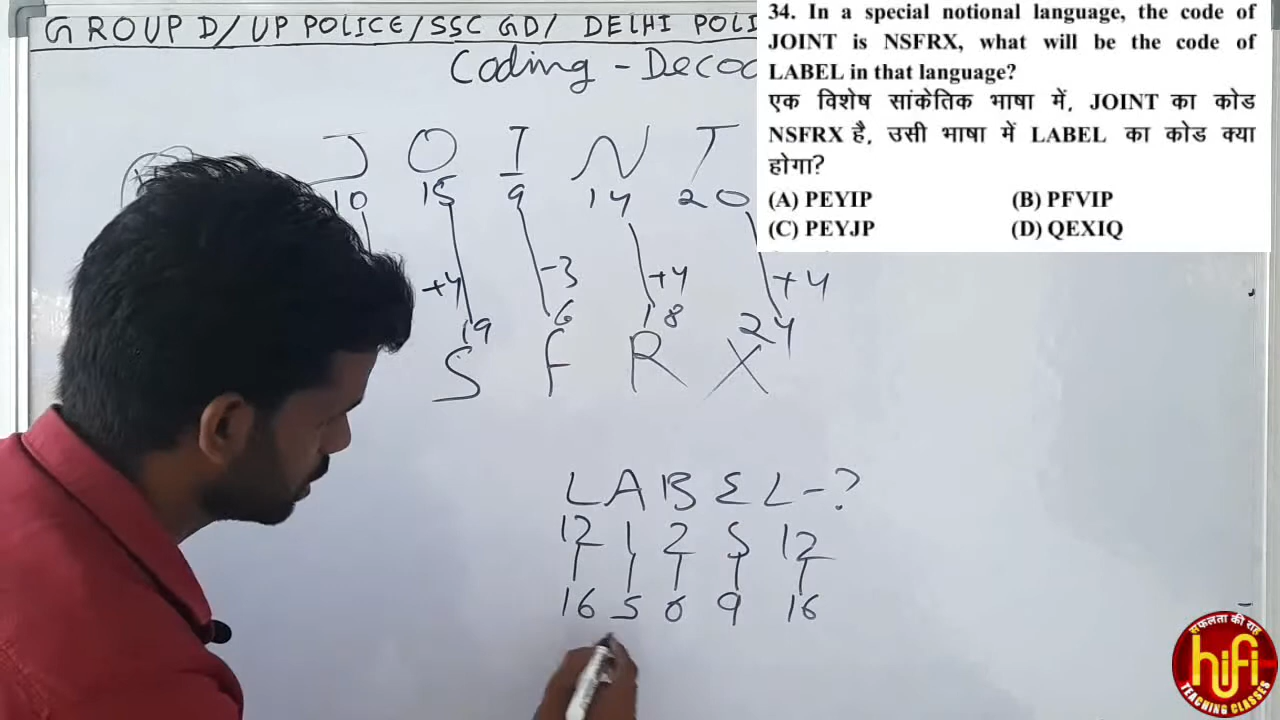 GROUP D/ UP POLICE/SSC GD/ DELHI POLI
Coding - Deco
34. In a special notional language, the code of
JOINT is NSFRX, what will be the code of
LABEL in that language?
एक विशेष सांकेतिक भाषा में, JOINT का कोड
NSFRX है, उसी भाषा में LABEL का कोड क्या
होगा?
(A) PEYIP (B) PFVIP
(C) PEYJP (D) QEXIQ
J O I N T
10 15 9 14 20
+4 -3 +4 +4
19 6 18 24
S F R X
LABEL-?
12 1 2 5 12
16 5 6 9 16
सफलता की राह
hifi
TEACHING CLASSES